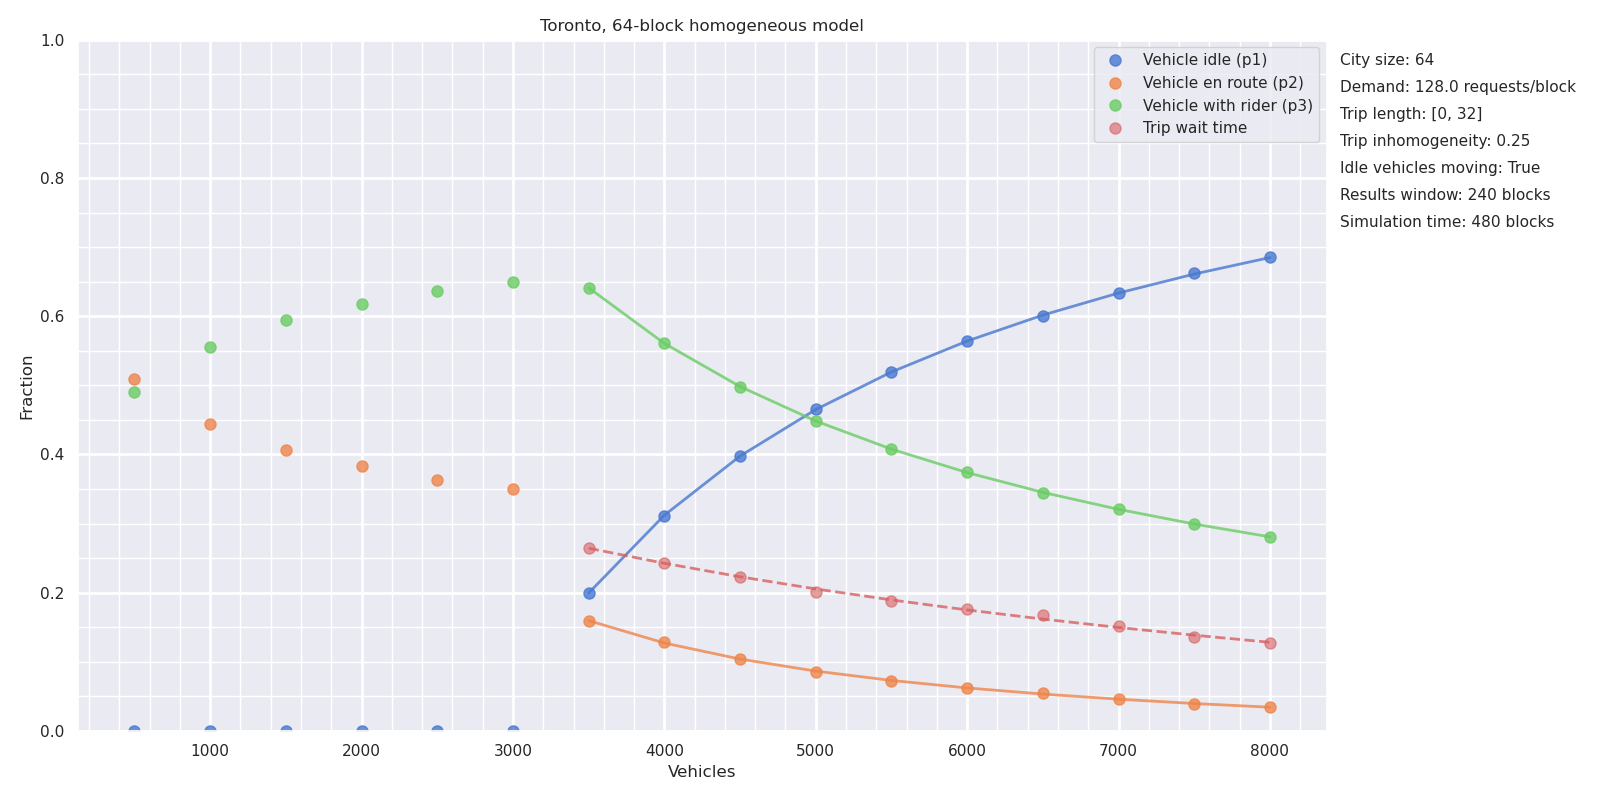 Toronto, 64-block homogeneous model
1.0
0.8
0.6
0.4
0.2
0.0
Fraction
Vehicle idle (p1)
Vehicle en route (p2)
Vehicle with rider (p3)
Trip wait time
City size: 64
Demand: 128.0 requests/block
Trip length: [0, 32]
Trip inhomogeneity: 0.25
Idle vehicles moving: True
Results window: 240 blocks
Simulation time: 480 blocks
1000 2000 3000 4000 5000 6000 7000 8000
Vehicles